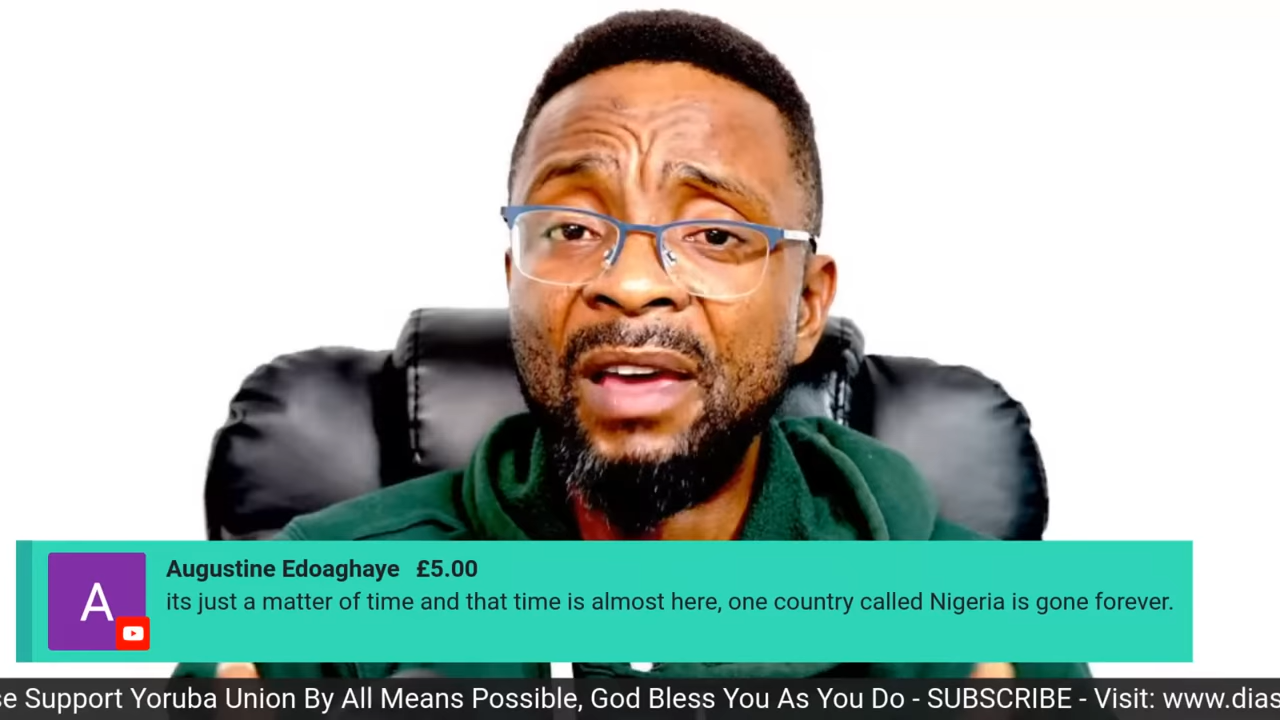 A
Augustine Edoaghaye £5.00
its just a matter of time and that time is almost here, one country called Nigeria is gone forever.
Support Yoruba Union By All Means Possible, God Bless You As You Do - SUBSCRIBE - Visit: